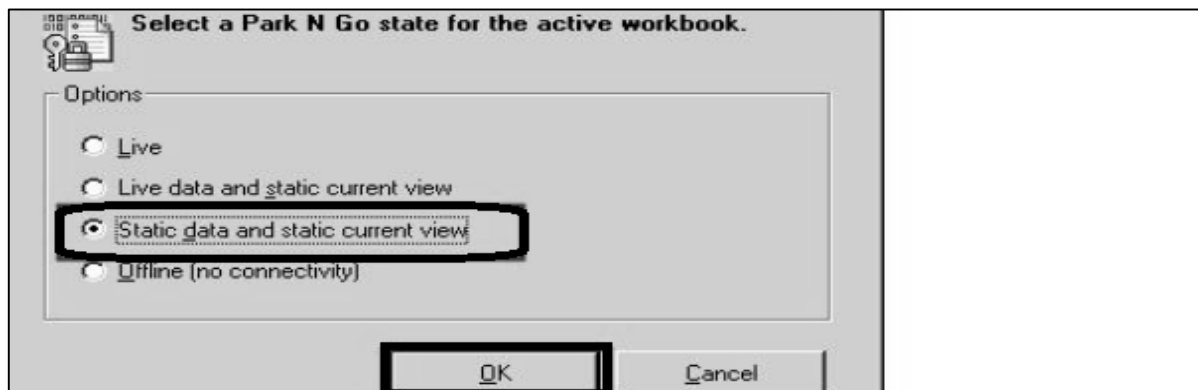 Select a Park N Go state for the active workbook.
Options
Live
Live data and static current view
Static data and static current view
Offline (no connectivity)
OK
Cancel